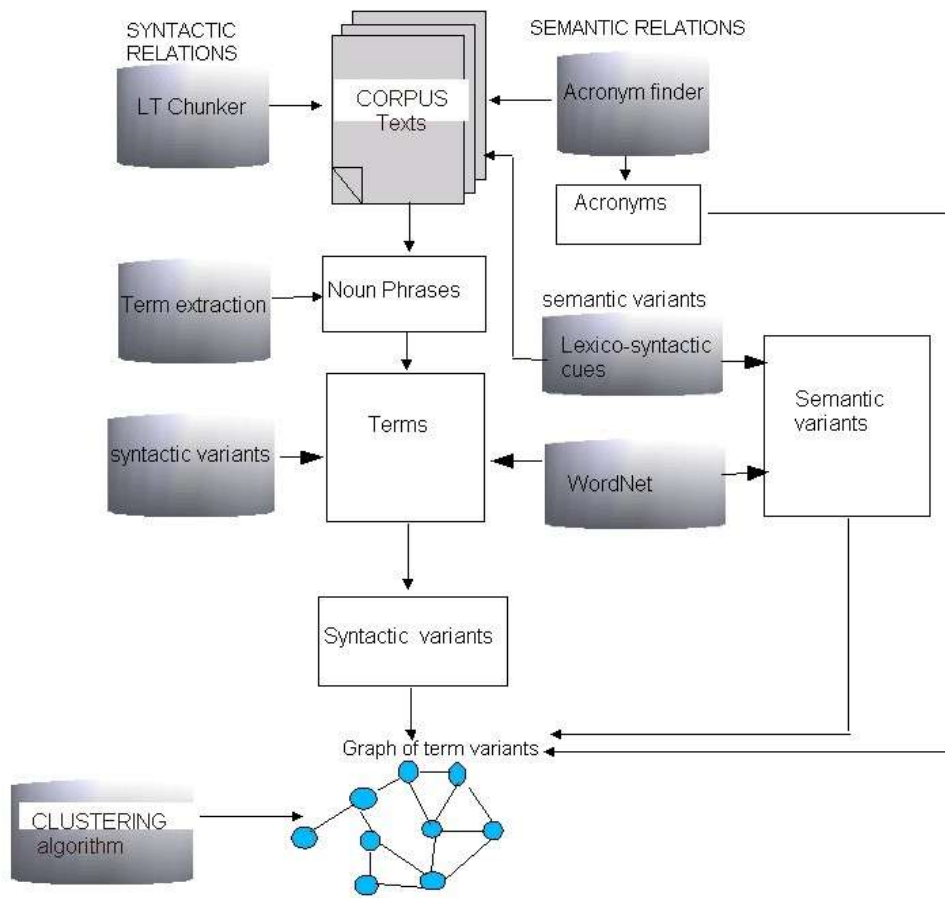 SYNTACTIC
RELATIONS
SEMANTIC RELATIONS
LT Chunker
CORPUS
Texts
Acronym finder
Acronyms
Term extraction
Noun Phrases
semantic variants
Lexico-syntactic
cues
Semantic
variants
Terms
syntactic variants
WordNet
Syntactic variants
Graph of term variants
CLUSTERING
algorithm